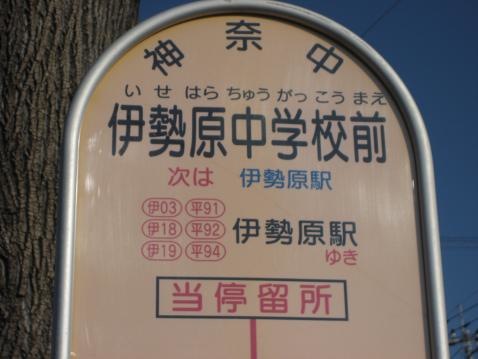 神奈中
いせはらちゅうがっこうまえ
伊勢原中学校前
次は 伊勢原駅
伊03 平91
伊18 平92 伊勢原駅
伊19 平94 ゆき
当停留所